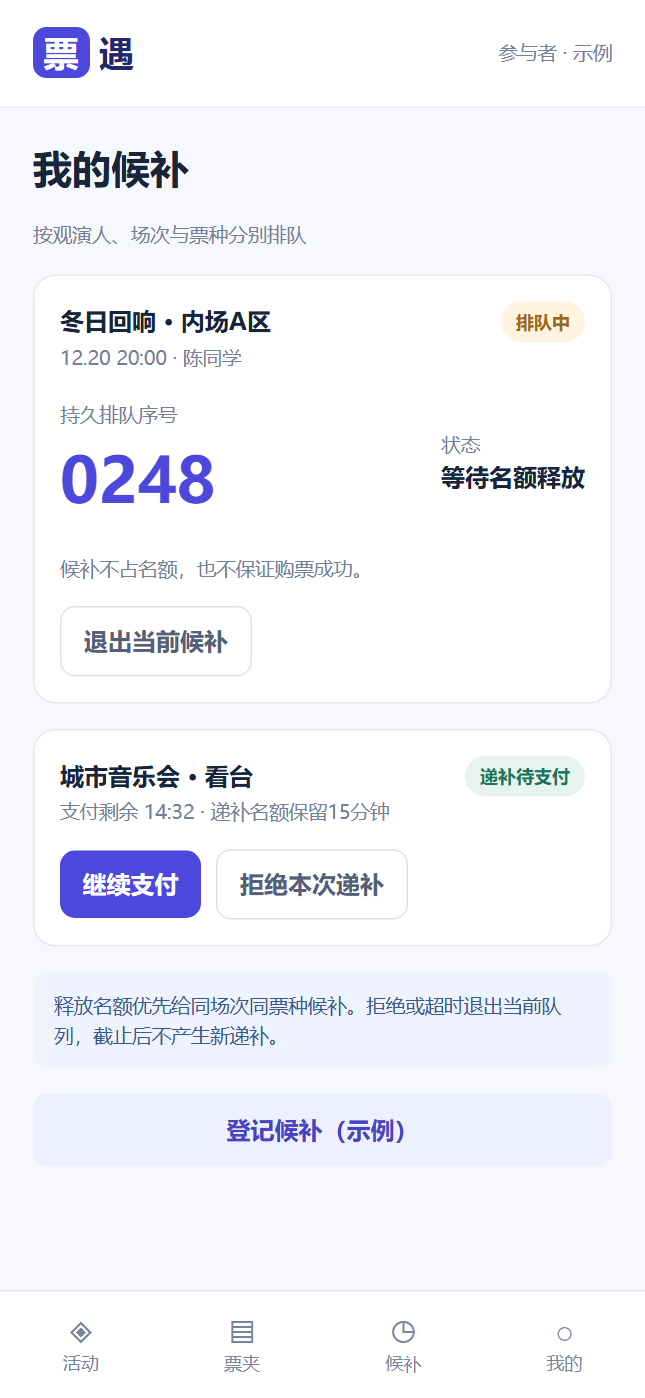 票 遇
参与者 · 示例
我的候补
按观演人、场次与票种分别排队
冬日回响 · 内场A区
排队中
12.20 20:00 · 陈同学
持久排队序号
0248
状态
等待名额释放
候补不占名额，也不保证购票成功。
退出当前候补
城市音乐会 · 看台
递补待支付
支付剩余 14:32 · 递补名额保留15分钟
继续支付
拒绝本次递补
释放名额优先给同场次同票种候补。拒绝或超时退出当前队
列，截止后不产生新递补。
登记候补（示例）
活动
票夹
候补
我的